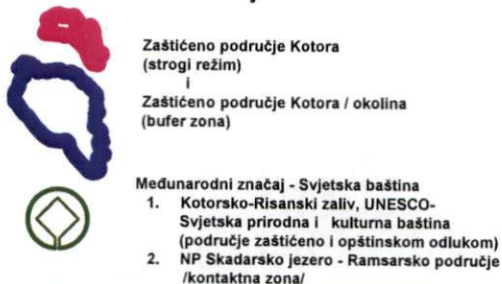 Zaštićeno područje Kotora
(strogi režim)
i
Zaštićeno područje Kotora / okolina
(bufer zona)
Međunarodni značaj - Svjetska baština
1. Kotorsko-Risanski zaliv, UNESCO-
Svjetska prirodna i kulturna baština
(područje zaštićeno i opštinskom odlukom)
2. NP Skadarsko jezero - Ramsarsko područje
/kontaktna zona/